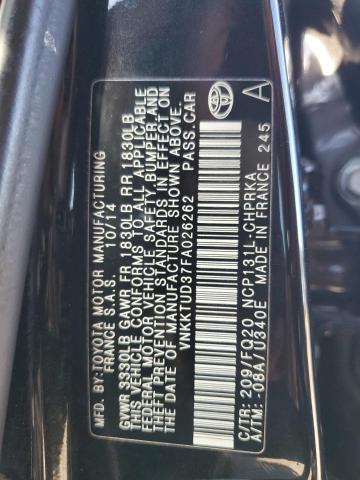 MFD. BY:TOYOTA MOTOR MANUFACTURING
FRANCE S.A.S. 10/14
GVWR 3330LB GAWR FR 1830LB RR 1830LB
THIS VEHICLE CONFORMS TO ALL APPLICABLE
FEDERAL MOTOR VEHICLE SAFETY, BUMPER, AND
THEFT PREVENTION STANDARDS IN EFFECT ON
THE DATE OF MANUFACTURE SHOWN ABOVE.
VNKKTUD37FA026262 PASS.CAR
C/TR: 209/FQ20 NCP131L-CHPRKA
A/TM: -08A/U340E FRANCE 245
A